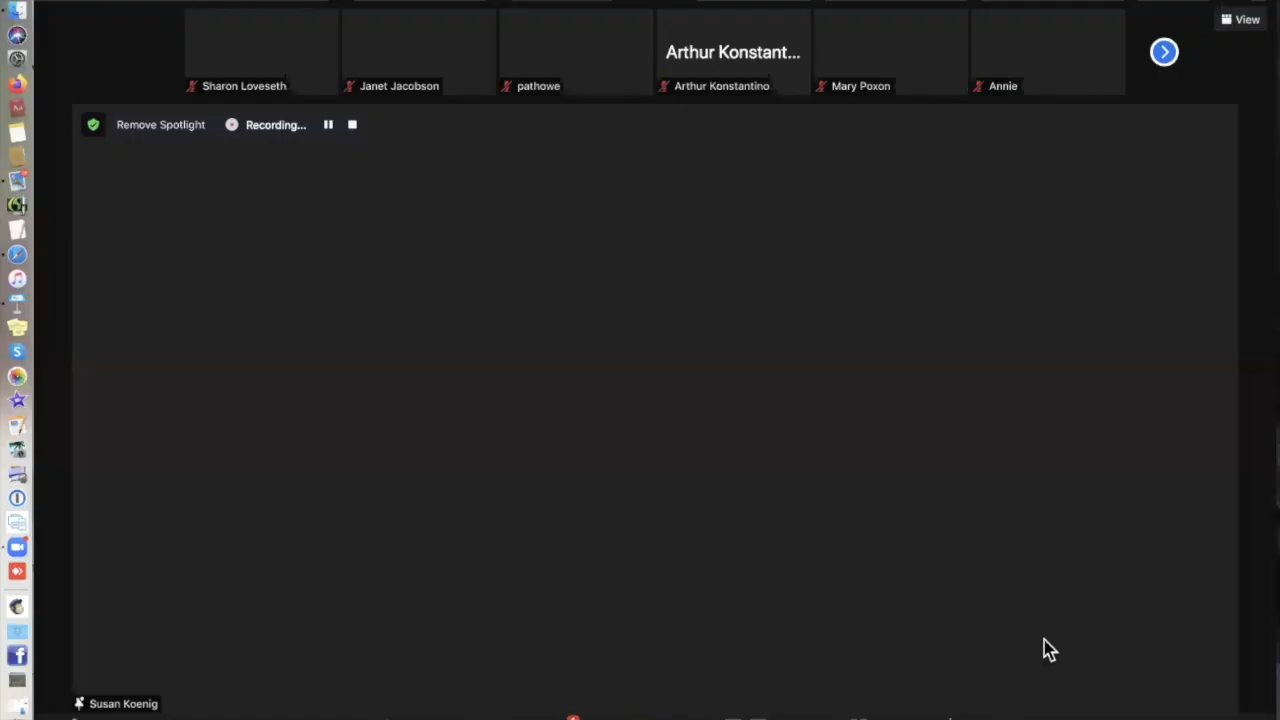 View
Arthur Konstant...
Sharon Loveseth
Janet Jacobson
pathowe
Arthur Konstantino
Mary Poxon
Annie
Remove Spotlight
Recording...
Susan Koenig